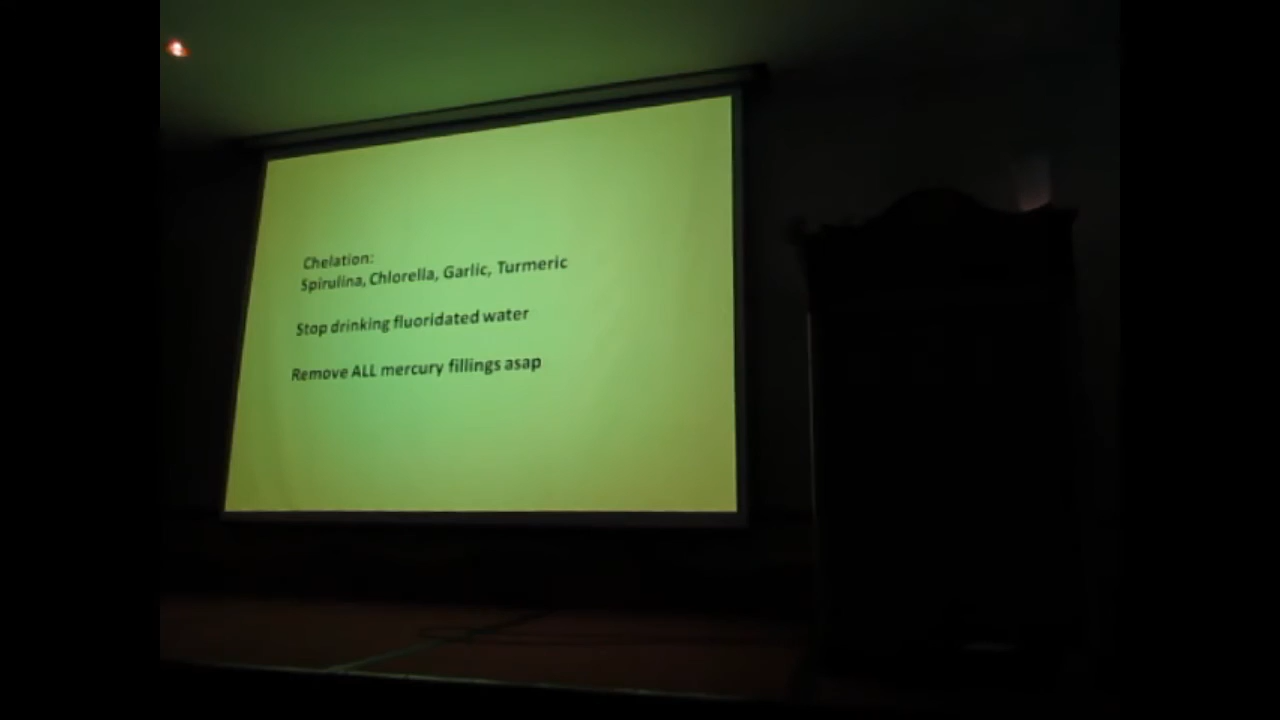 Chelation:
Spirulina, Chlorella, Garlic, Turmeric
Stop drinking fluoridated water
Remove ALL mercury fillings asap